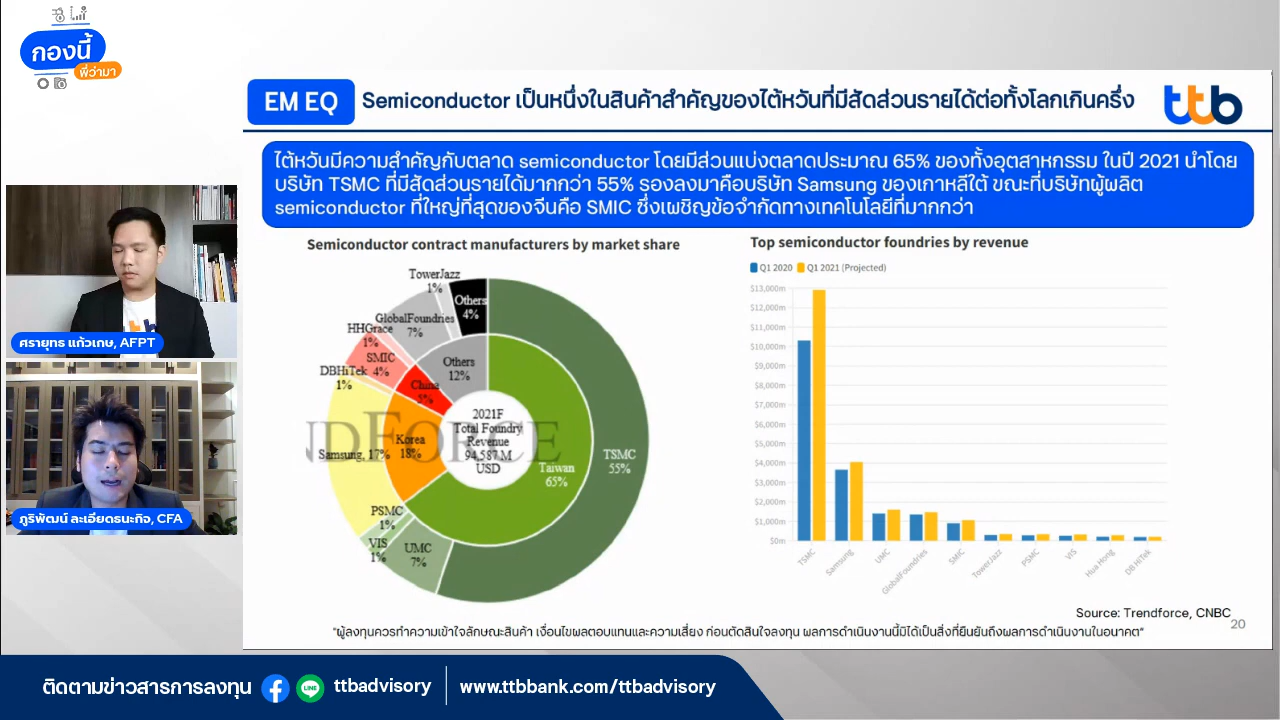 กองนี้
พี่ว่ามา
EM EQ
Semiconductor เป็นหนึ่งในสินค้าสำคัญของไต้หวันที่มีสัดส่วนรายได้ต่อทั้งโลกเกินครึ่ง
ttb
ไต้หวันมีความสำคัญกับตลาด semiconductor โดยมีส่วนแบ่งตลาดประมาณ 65% ของทั้งอุตสาหกรรม ในปี 2021 นำโดย
บริษัท TSMC ที่มีสัดส่วนรายได้มากกว่า 55% รองลงมาคือบริษัท Samsung ของเกาหลีใต้ ขณะที่บริษัทผู้ผลิต
semiconductor ที่ใหญ่ที่สุดของจีนคือ SMIC ซึ่งเผชิญข้อจำกัดทางเทคโนโลยีที่มากกว่า
Semiconductor contract manufacturers by market share
TowerJazz
1%
Others
4%
GlobalFoundries
7%
HHGrace
1%
SMIC
4%
DBHiTek
1%
Others
12%
China
5%
Korea
18%
Samsung, 17%
2021F
Total Foundry
Revenue
94,587 M
USD
NDFORCE
Taiwan
65%
TSMC
55%
PSMC
1%
VIS
1%
UMC
7%
Top semiconductor foundries by revenue
Q1 2020 Q1 2021 (Projected)
$13,000m
$12,000m
$11,000m
$10,000m
$9,000m
$8,000m
$7,000m
$6,000m
$5,000m
$4,000m
$3,000m
$2,000m
$1,000m
$0m
TSMC
Samsung
UMC
GlobalFoundries
SMIC
TowerJazz
PSMC
VIS
Hua Hong
DB HiTek
Source: Trendforce, CNBC
20
"ผู้ลงทุนควรทำความเข้าใจลักษณะสินค้า เงื่อนไขผลตอบแทนและความเสี่ยง ก่อนตัดสินใจลงทุน ผลการดำเนินงานนี้มิได้เป็นสิ่งที่ยืนยันถึงผลการดำเนินงานในอนาคต"
ศรายุทธ แก้วเกษ, AFPT
ภูริพัฒน์ ละเอียดธนะกิจ, CFA
ติดตามข่าวสารการลงทุน
LINE
ttbadvisory
www.ttbbank.com/ttbadvisory